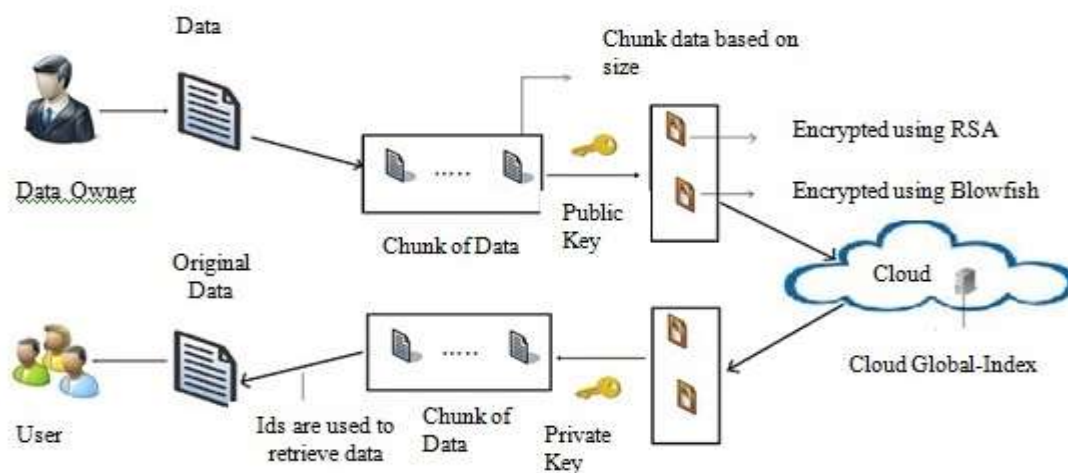 Data
Chunk data based on
size
Encrypted using RSA
Data Owner
.....
Encrypted using Blowfish
Public
Key
Chunk of Data
Original
Data
Cloud
.....
Cloud Global-Index
User
Ids are used to
retrieve data
Chunk of
Data
Private
Key